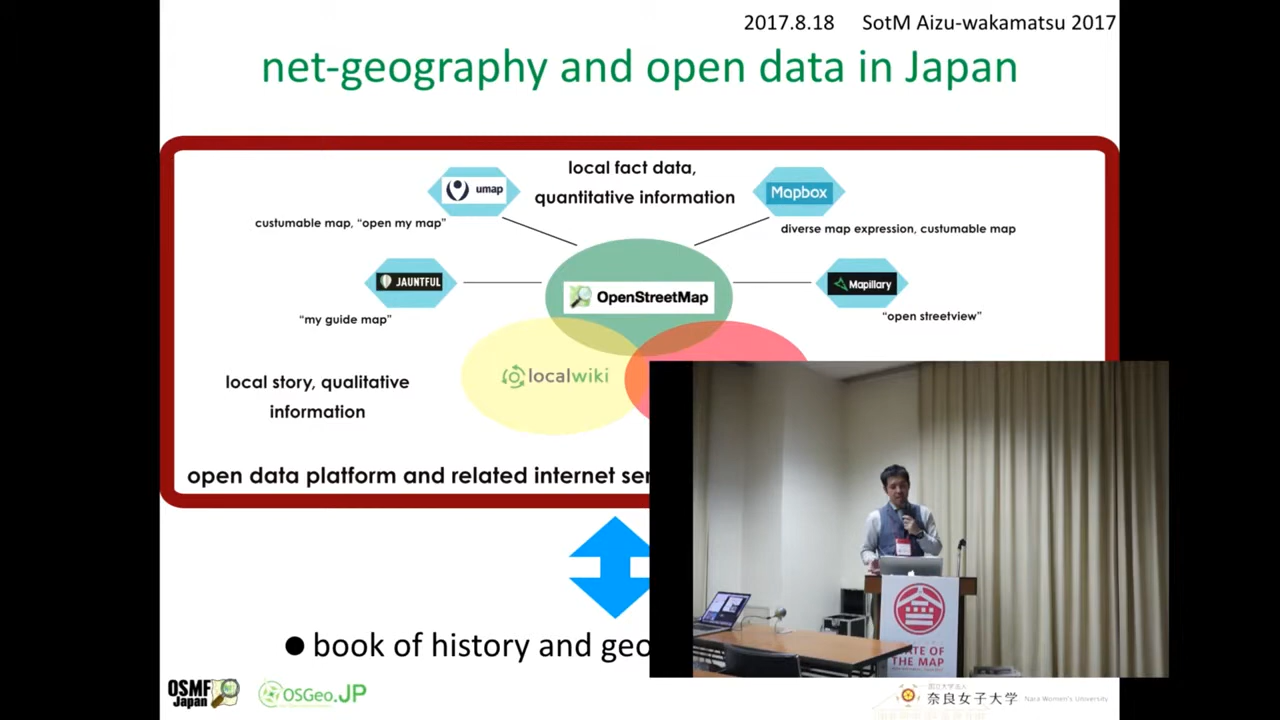 2017.8.18 SotM Aizu-wakamatsu 2017
net-geography and open data in Japan
local fact data,
quantitative information
umap
Mapbox
custumable map, “open my map”
diverse map expression, custumable map
JAUNTFUL
OpenStreetMap
Mapillary
“my guide map”
“open streetview”
localwiki
local story, qualitative
information
open data platform and related internet ser
● book of history and geo
OF
THE MAP
OSMF
Japan
OSGeo.JP
奈良女子大学
Nara Women's University